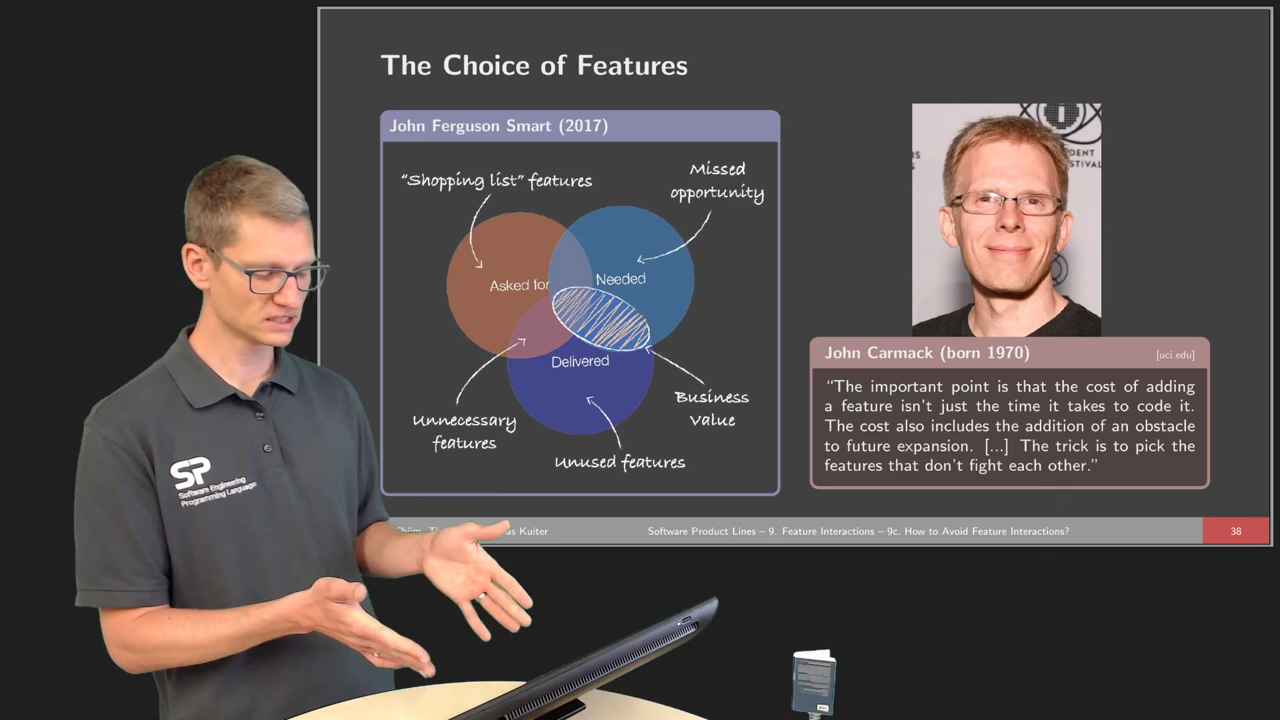 The Choice of Features
John Ferguson Smart (2017)
"Shopping list" features
Missed
opportunity
Asked for
Needed
Delivered
Unnecessary
features
Business
value
Unused features
DENT
STIVAL
John Carmack (born 1970)
[uci.edu]
“The important point is that the cost of adding
a feature isn't just the time it takes to code it.
The cost also includes the addition of an obstacle
to future expansion. [...] The trick is to pick the
features that don't fight each other.”
SP
Software Engineering
Programming Languages
Kuiter
Software Product Lines – 9. Feature Interactions – 9c. How to Avoid Feature Interactions?
38